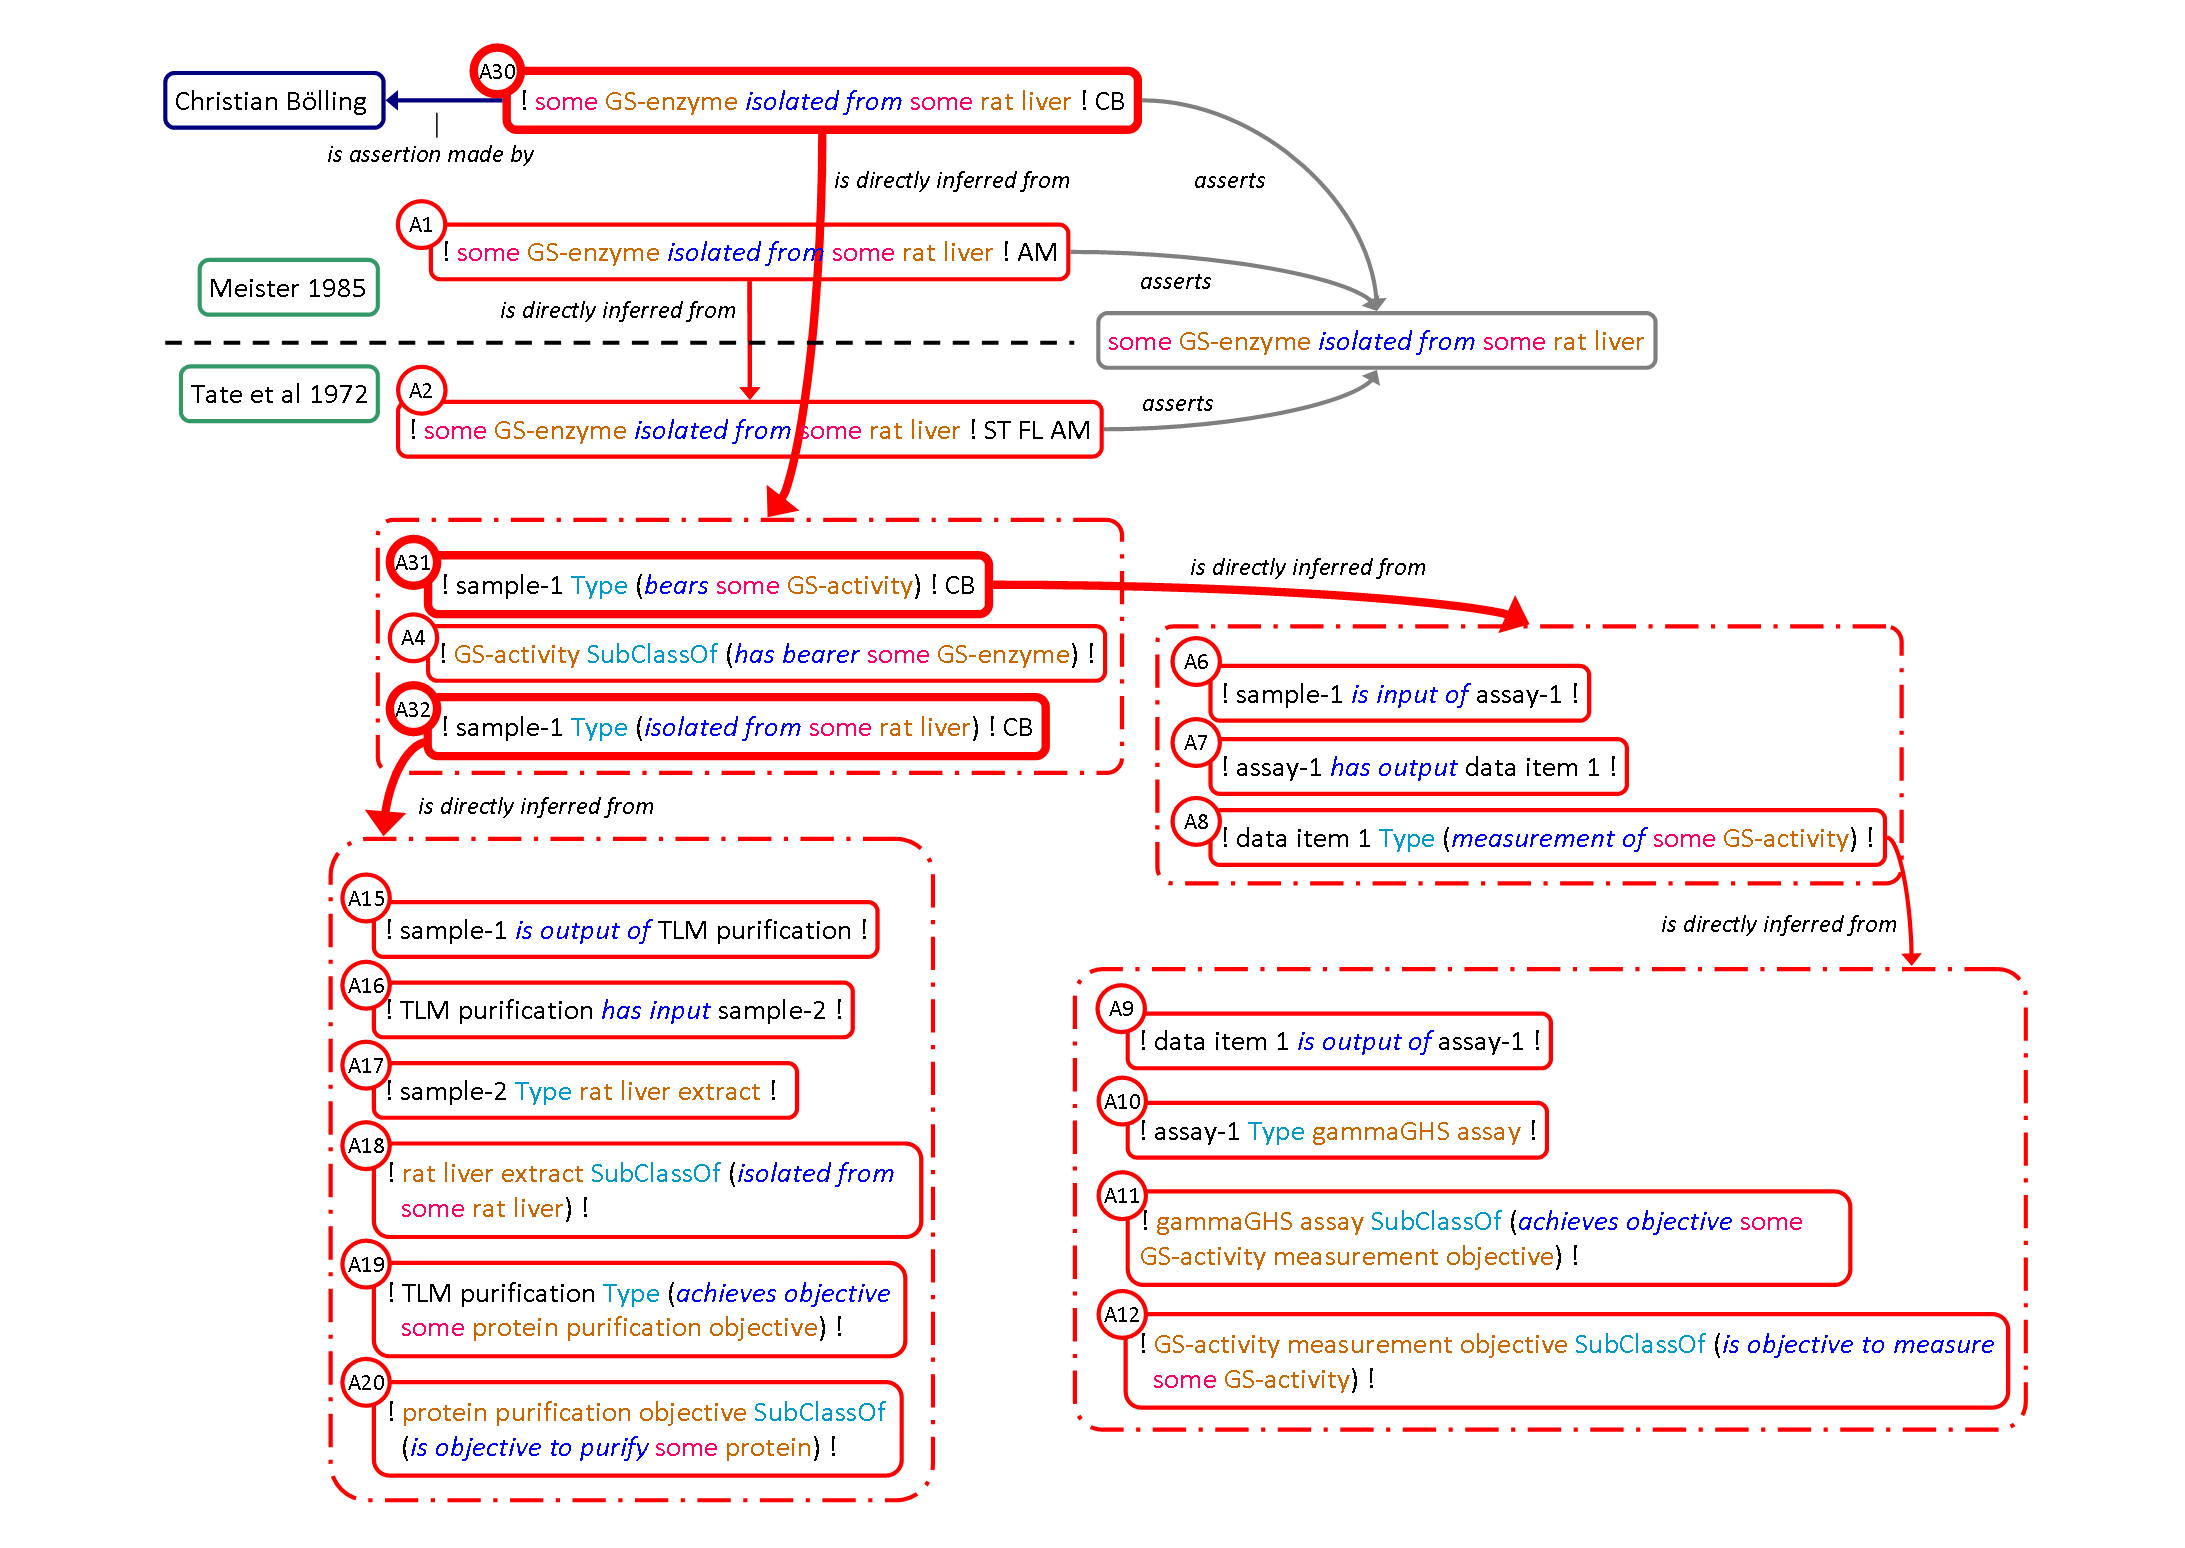 A30
Christian Bölling
! some GS-enzyme isolated from some rat liver ! CB
is assertion made by
is directly inferred from
asserts
A1
! some GS-enzyme isolated from some rat liver ! AM
Meister 1985
asserts
is directly inferred from
some GS-enzyme isolated from some rat liver
Tate et al 1972
A2
asserts
! some GS-enzyme isolated from some rat liver ! ST FL AM
A31
! sample-1 Type (bears some GS-activity) ! CB
is directly inferred from
A4
! GS-activity SubClassOf (has bearer some GS-enzyme) !
A32
! sample-1 Type (isolated from some rat liver) ! CB
A6
! sample-1 is input of assay-1 !
A7
! assay-1 has output data item 1 !
A8
! data item 1 Type (measurement of some GS-activity) !
is directly inferred from
is directly inferred from
A15
! sample-1 is output of TLM purification !
A16
! TLM purification has input sample-2 !
A17
! sample-2 Type rat liver extract !
A18
! rat liver extract SubClassOf (isolated from
some rat liver) !
A19
! TLM purification Type (achieves objective
some protein purification objective) !
A20
! protein purification objective SubClassOf
(is objective to purify some protein) !
A9
! data item 1 is output of assay-1 !
A10
! assay-1 Type gammaGHS assay !
A11
! gammaGHS assay SubClassOf (achieves objective some
GS-activity measurement objective) !
A12
! GS-activity measurement objective SubClassOf (is objective to measure
some GS-activity) !